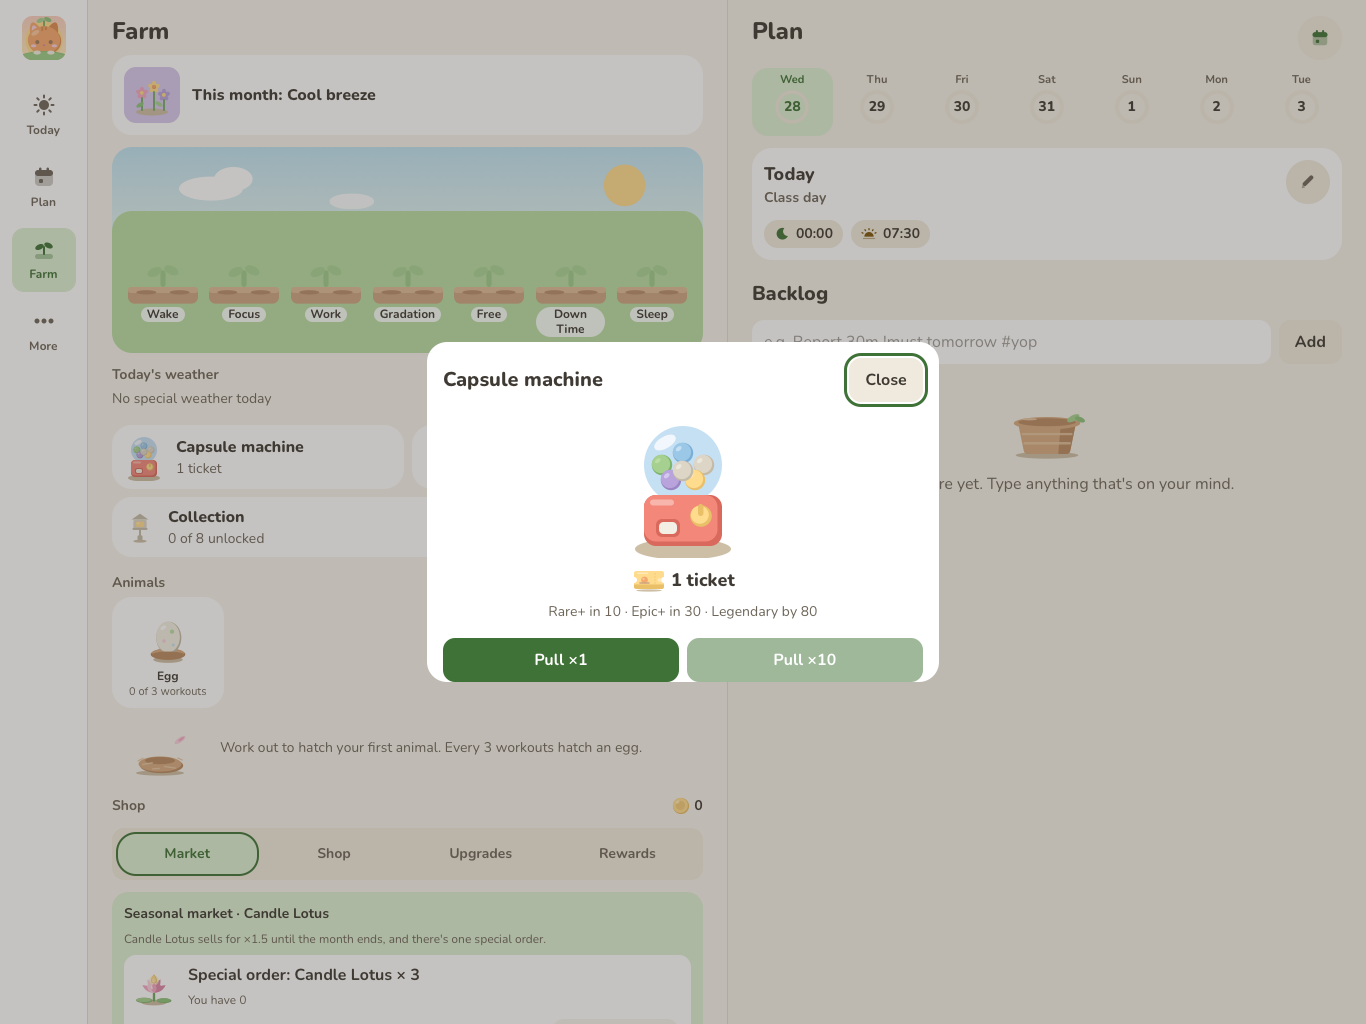 Today
Plan
Farm
More
Farm
This month: Cool breeze
Wake
Focus
Work
Gradation
Free
Down
Time
Sleep
Today's weather
No special weather today
Capsule machine
1 ticket
Collection
0 of 8 unlocked
Animals
Egg
0 of 3 workouts
Work out to hatch your first animal. Every 3 workouts hatch an egg.
Shop
0
Market
Shop
Upgrades
Rewards
Seasonal market · Candle Lotus
Candle Lotus sells for ×1.5 until the month ends, and there's one special order.
Special order: Candle Lotus × 3
You have 0
Capsule machine
Close
1 ticket
Rare+ in 10 · Epic+ in 30 · Legendary by 80
Pull ×1
Pull ×10
Plan
Wed
28
Thu
29
Fri
30
Sat
31
Sun
1
Mon
2
Tue
3
Today
Class day
00:00
07:30
Backlog
tomorrow #yop
Add
re yet. Type anything that's on your mind.